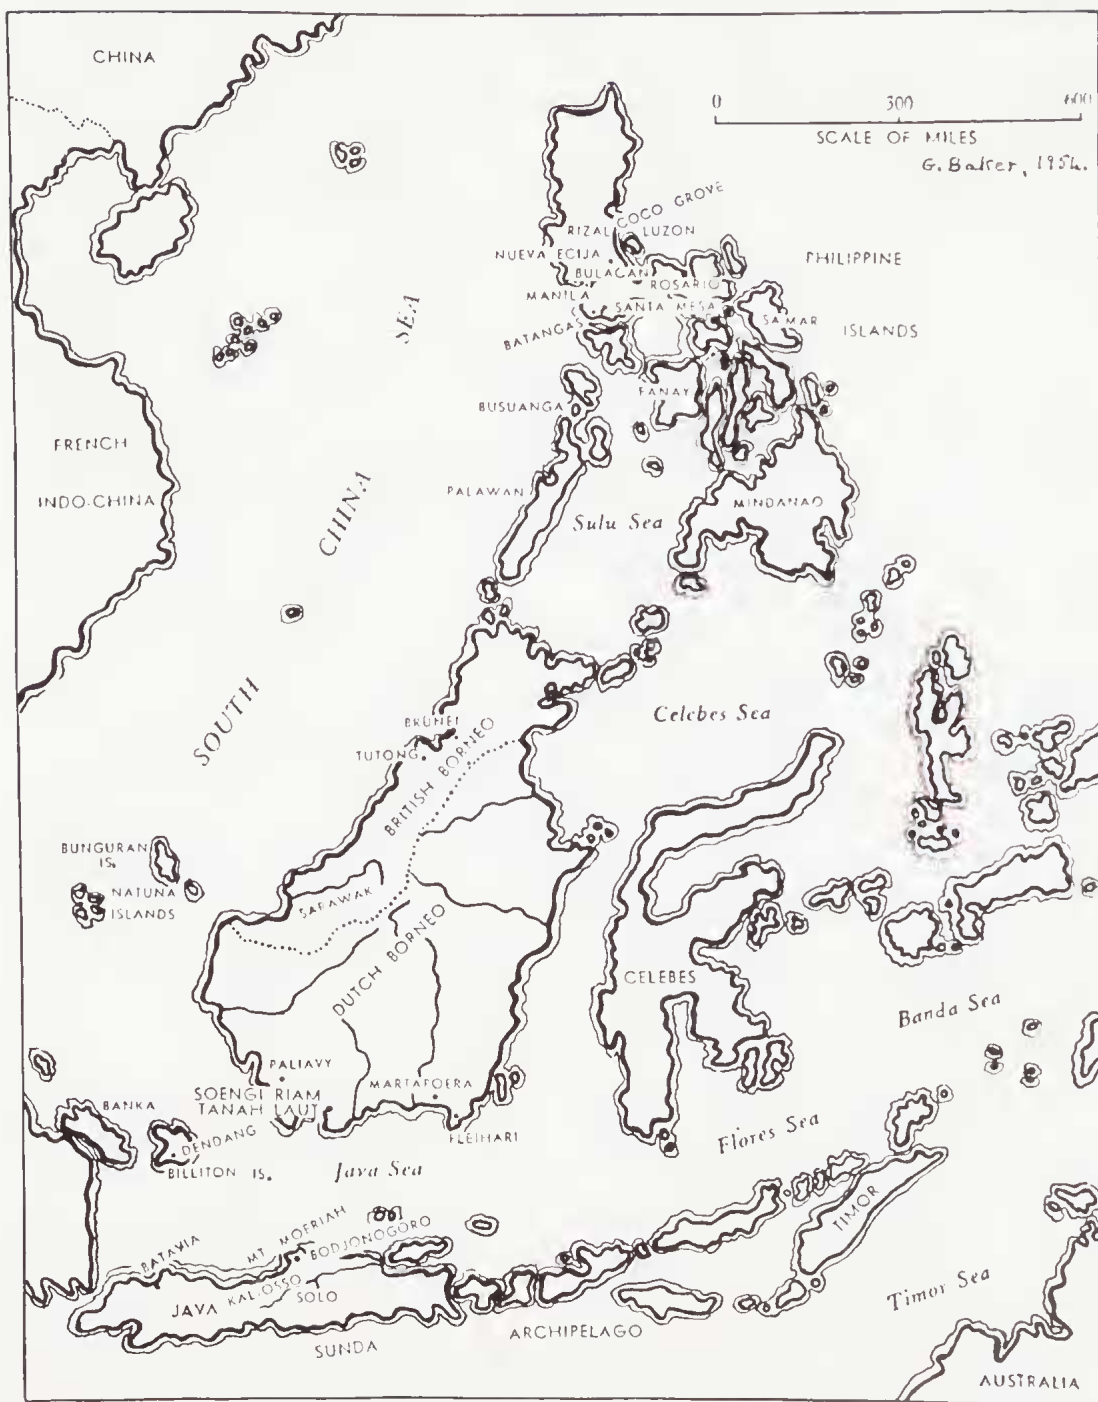 CHINA
0 300 600
SCALE OF MILES
G. Baker, 1954.
COCO GROVE
RIZAL LUZON
NUEVA ECIJA
BULACAN
ROSARIO
MANILA
SANTA MESA
BATANGAS
SAMAR
PHILIPPINE
ISLANDS
PANAY
BUSUANGA
FRENCH
INDO-CHINA
PALAWAN
MINDANAO
Sulu Sea
SOUTH CHINA SEA
Celebes Sea
BRUNEI
TUTONG
BRITISH BORNEO
BUNGURAN
IS.
NATUNA
ISLANDS
SARAWAK
DUTCH BORNEO
CELEBES
Banda Sea
PALIAVY
SOENGI RIAM
TANAH LAUT
MARTAPOERA
PLEIHARI
BANKA
DENDANG
BILLITON IS.
Java Sea
Flores Sea
TIMOR
BATAVIA
MT. MOERIAH
BODJONOGORO
JAVA
KALIOSSO
SOLO
SUNDA
ARCHIPELAGO
Timor Sea
AUSTRALIA